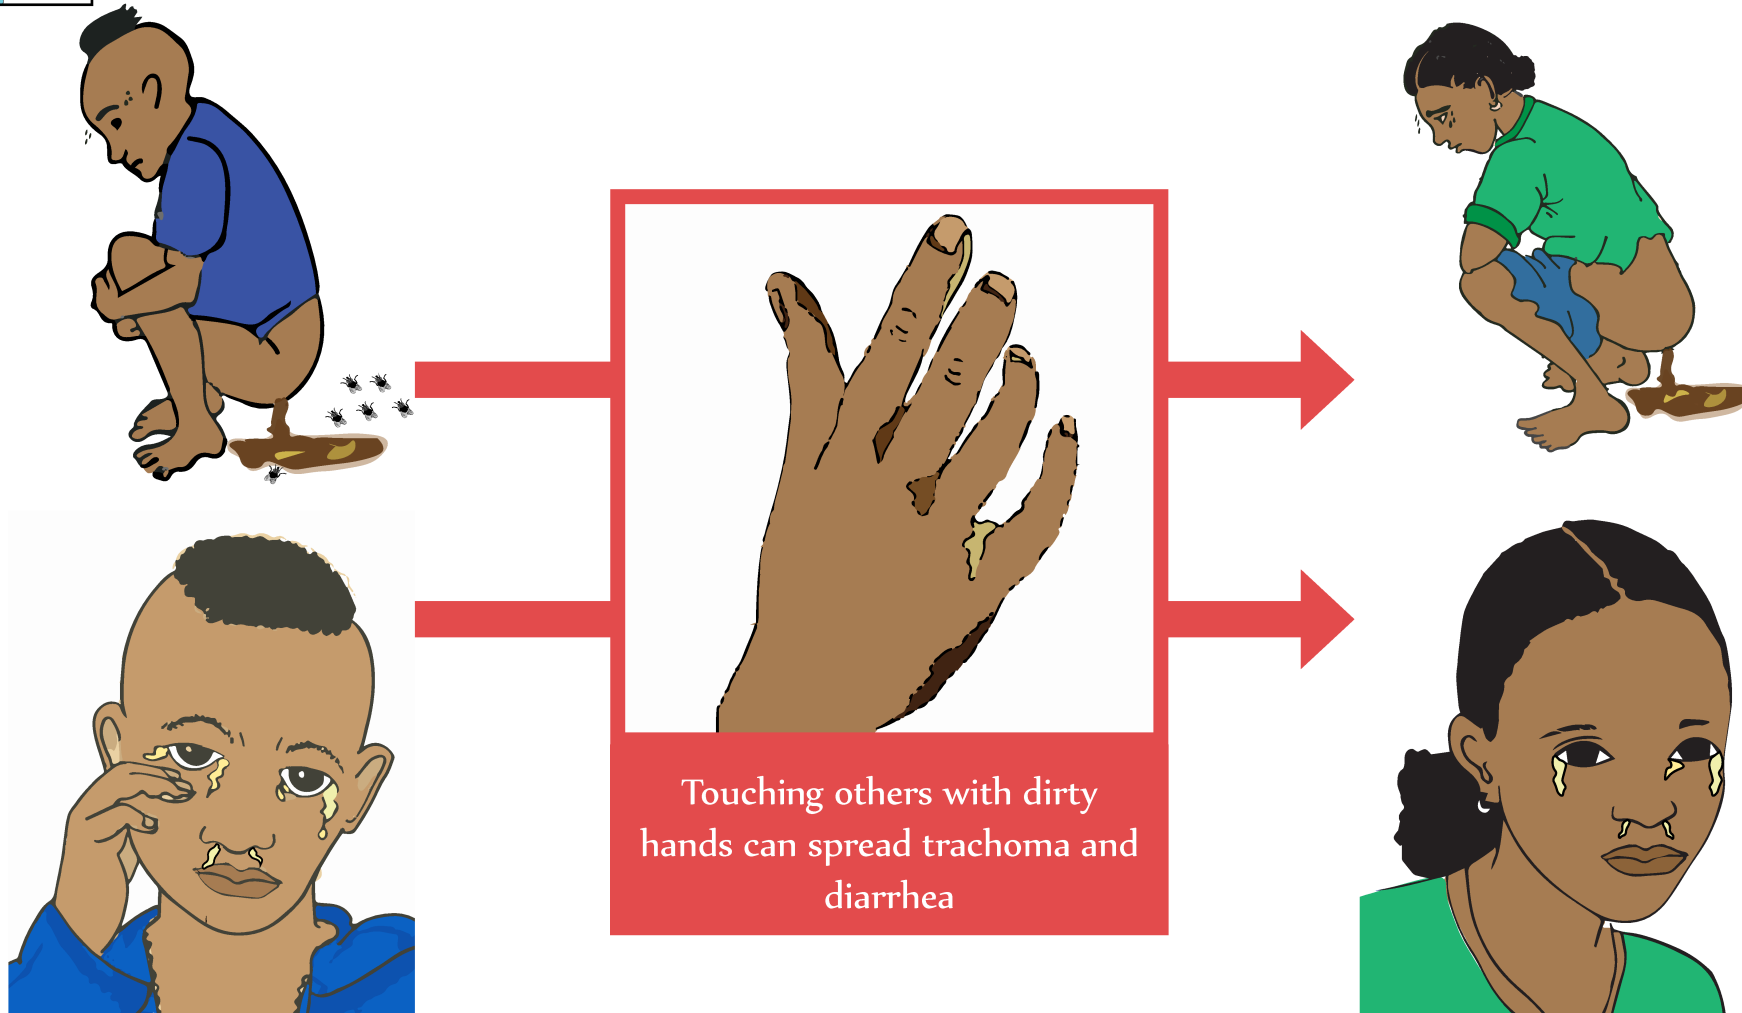 Touching others with dirty
hands can spread trachoma and
diarrhea